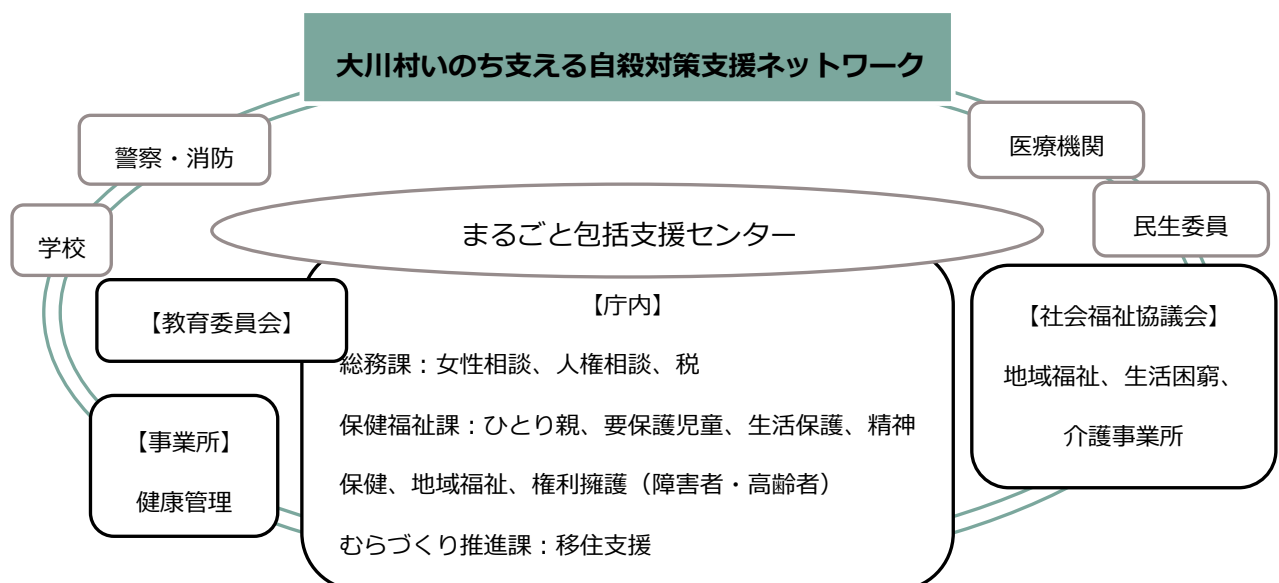 大川村いのち支える自殺対策支援ネットワーク
警察・消防
医療機関
学校
民生委員
まるごと包括支援センター
【教育委員会】
【庁内】
総務課：女性相談、人権相談、税
保健福祉課：ひとり親、要保護児童、生活保護、精神
保健、地域福祉、権利擁護（障害者・高齢者）
むらづくり推進課：移住支援
【社会福祉協議会】
地域福祉、生活困窮、
介護事業所
【事業所】
健康管理